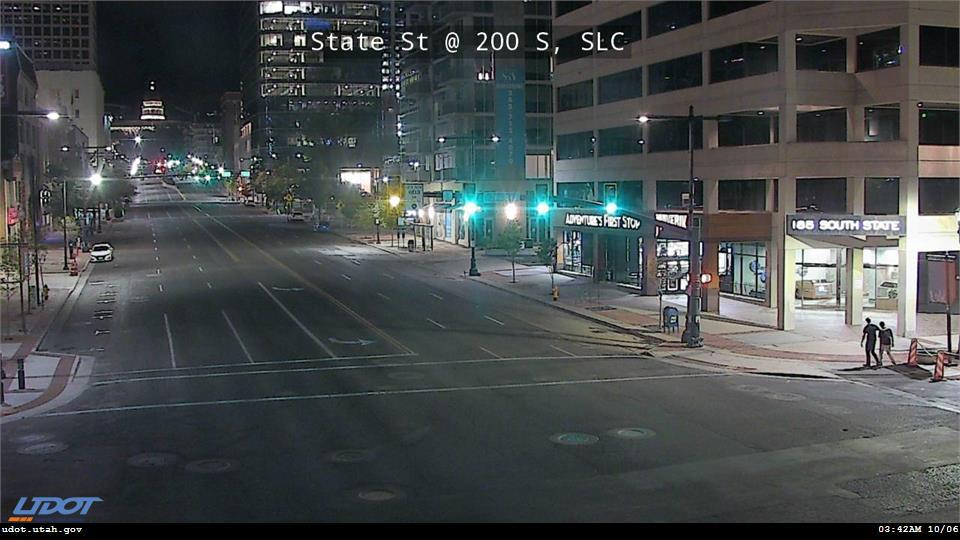 State St @ 200 S, SLC
ADVENTURE'S FIRST STOP
165 SOUTH STATE
UDOT
udot.utah.gov
03:42AM 10/06